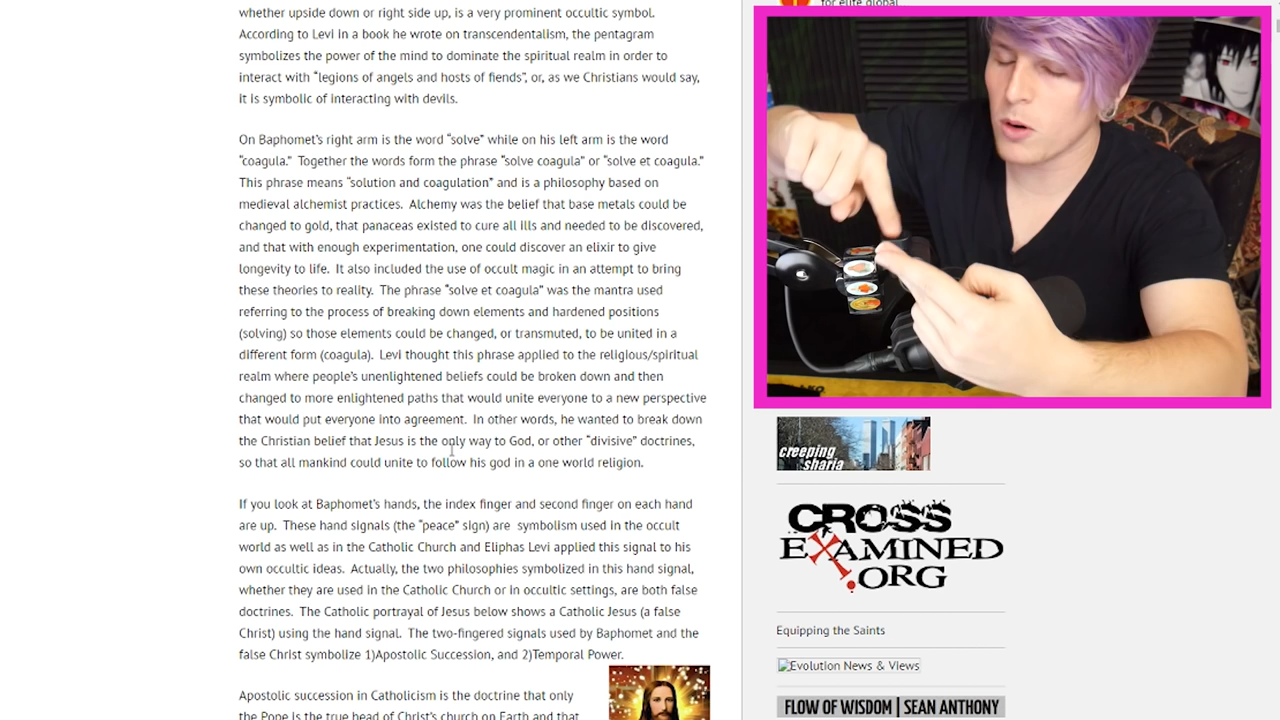 whether upside down or right side up, is a very prominent occultic symbol.
According to Levi in a book he wrote on transcendentalism, the pentagram
symbolizes the power of the mind to dominate the spiritual realm in order to
interact with “legions of angels and hosts of fiends”, or, as we Christians would say,
it is symbolic of interacting with devils.
On Baphomet’s right arm is the word “solve” while on his left arm is the word
“coagula.”  Together the words form the phrase “solve coagula” or “solve et coagula.”
This phrase means “solution and coagulation” and is a philosophy based on
medieval alchemist practices.  Alchemy was the belief that base metals could be
changed to gold, that panaceas existed to cure all ills and needed to be discovered,
and that with enough experimentation, one could discover an elixir to give
longevity to life.  It also included the use of occult magic in an attempt to bring
these theories to reality.  The phrase “solve et coagula” was the mantra used
referring to the process of breaking down elements and hardened positions
(solving) so those elements could be changed, or transmuted, to be united in a
different form (coagula).  Levi thought this phrase applied to the religious/spiritual
realm where people’s unenlightened beliefs could be broken down and then
changed to more enlightened paths that would unite everyone to a new perspective
that would put everyone into agreement.  In other words, he wanted to break down
the Christian belief that Jesus is the only way to God, or other “divisive” doctrines,
so that all mankind could unite to follow his god in a one world religion.
If you look at Baphomet’s hands, the index finger and second finger on each hand
are up.  These hand signals (the “peace” sign) are  symbolism used in the occult
world as well as in the Catholic Church and Eliphas Levi applied this signal to his
own occultic ideas.  Actually, the two philosophies symbolized in this hand signal,
whether they are used in the Catholic Church or in occultic settings, are both false
doctrines.  The Catholic portrayal of Jesus below shows a Catholic Jesus (a false
Christ) using the hand signal.  The two-fingered signals used by Baphomet and the
false Christ symbolize 1)Apostolic Succession, and 2)Temporal Power.
Apostolic succession in Catholicism is the doctrine that only
the Pope is the true head of Christ’s church on Earth and that
for elite global
creeping
sharia
CROSS
EXAMINED
.ORG
Equipping the Saints
Evolution News & Views
FLOW OF WISDOM | SEAN ANTHONY